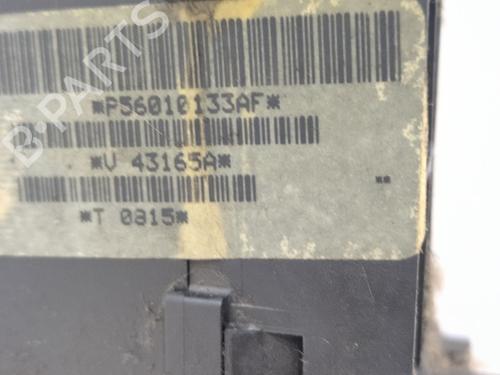 B-PARTS
*P56010133AF*
*V 43165A*
**
*T 0815*